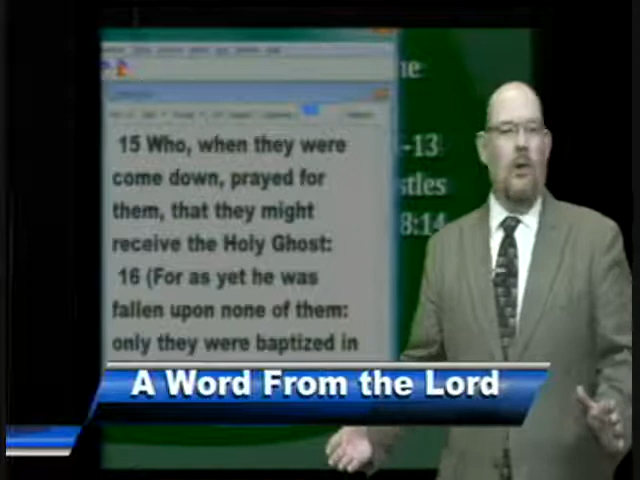 ne
-13
stles
8:14
15 Who, when they were
come down, prayed for
them, that they might
receive the Holy Ghost:
16 (For as yet he was
fallen upon none of them:
only they were baptized in
A Word From the Lord